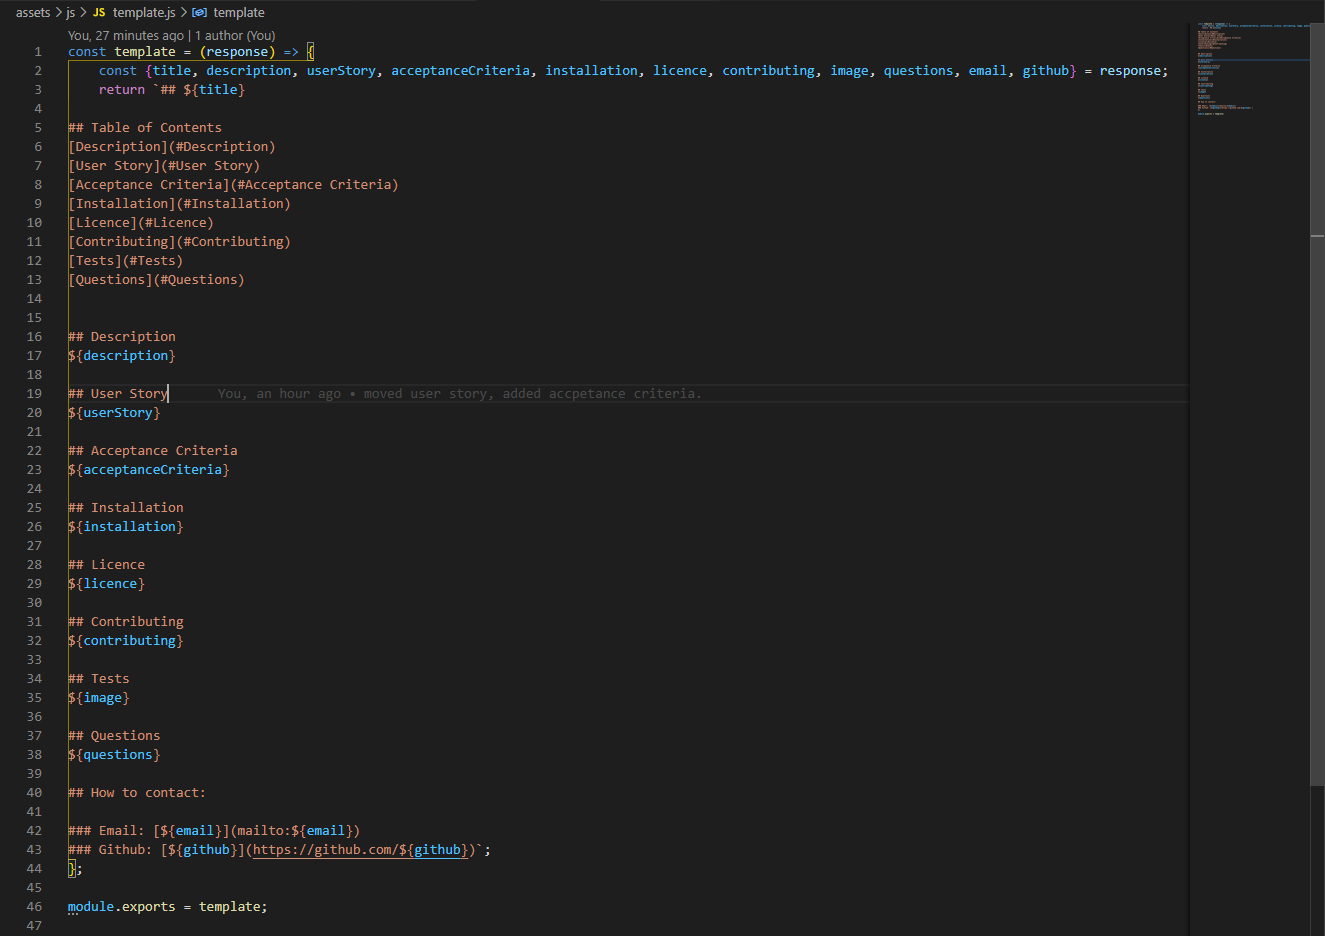 assets > js > JS template.js > template
You, 27 minutes ago | 1 author (You)
1 const template = (response) => {
2 const {title, description, userStory, acceptanceCriteria, installation, licence, contributing, image, questions, email, github} = response;
3 return `## ${title}
4
5 ## Table of Contents
6 [Description](#Description)
7 [User Story](#User Story)
8 [Acceptance Criteria](#Acceptance Criteria)
9 [Installation](#Installation)
10 [Licence](#Licence)
11 [Contributing](#Contributing)
12 [Tests](#Tests)
13 [Questions](#Questions)
14
15
16 ## Description
17 ${description}
18
19 ## User Story You, an hour ago • moved user story, added accpetance criteria.
20 ${userStory}
21
22 ## Acceptance Criteria
23 ${acceptanceCriteria}
24
25 ## Installation
26 ${installation}
27
28 ## Licence
29 ${licence}
30
31 ## Contributing
32 ${contributing}
33
34 ## Tests
35 ${image}
36
37 ## Questions
38 ${questions}
39
40 ## How to contact:
41
42 ### Email: [${email}](mailto:${email})
43 ### Github: [${github}](https://github.com/${github})`;
44 };
45
46 module.exports = template;
47